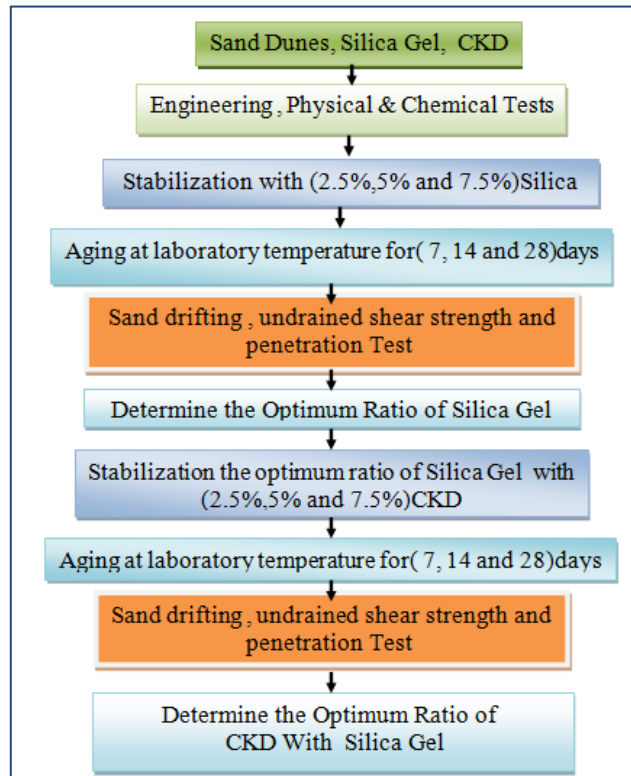 Sand Dunes, Silica Gel,  CKD
Engineering , Physical & Chemical Tests
Stabilization with (2.5%,5% and 7.5%)Silica
Aging at laboratory temperature for( 7, 14 and 28)days
Sand drifting , undrained shear strength and
penetration Test
Determine the Optimum Ratio of Silica Gel
Stabilization the optimum ratio of Silica Gel  with
(2.5%,5% and 7.5%)CKD
Aging at laboratory temperature for( 7, 14 and 28)days
Sand drifting , undrained shear strength and
penetration Test
Determine the Optimum Ratio of
CKD With  Silica Gel